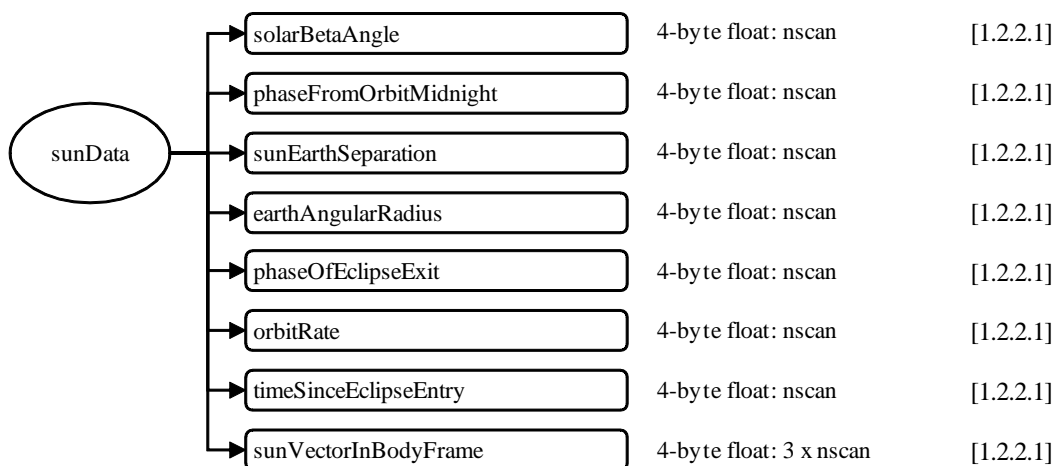 solarBetaAngle 4-byte float: nscan [1.2.2.1]
phaseFromOrbitMidnight 4-byte float: nscan [1.2.2.1]
sunData sunEarthSeparation 4-byte float: nscan [1.2.2.1]
earthAngularRadius 4-byte float: nscan [1.2.2.1]
phaseOfEclipseExit 4-byte float: nscan [1.2.2.1]
orbitRate 4-byte float: nscan [1.2.2.1]
timeSinceEclipseEntry 4-byte float: nscan [1.2.2.1]
sunVectorInBodyFrame 4-byte float: 3 x nscan [1.2.2.1]